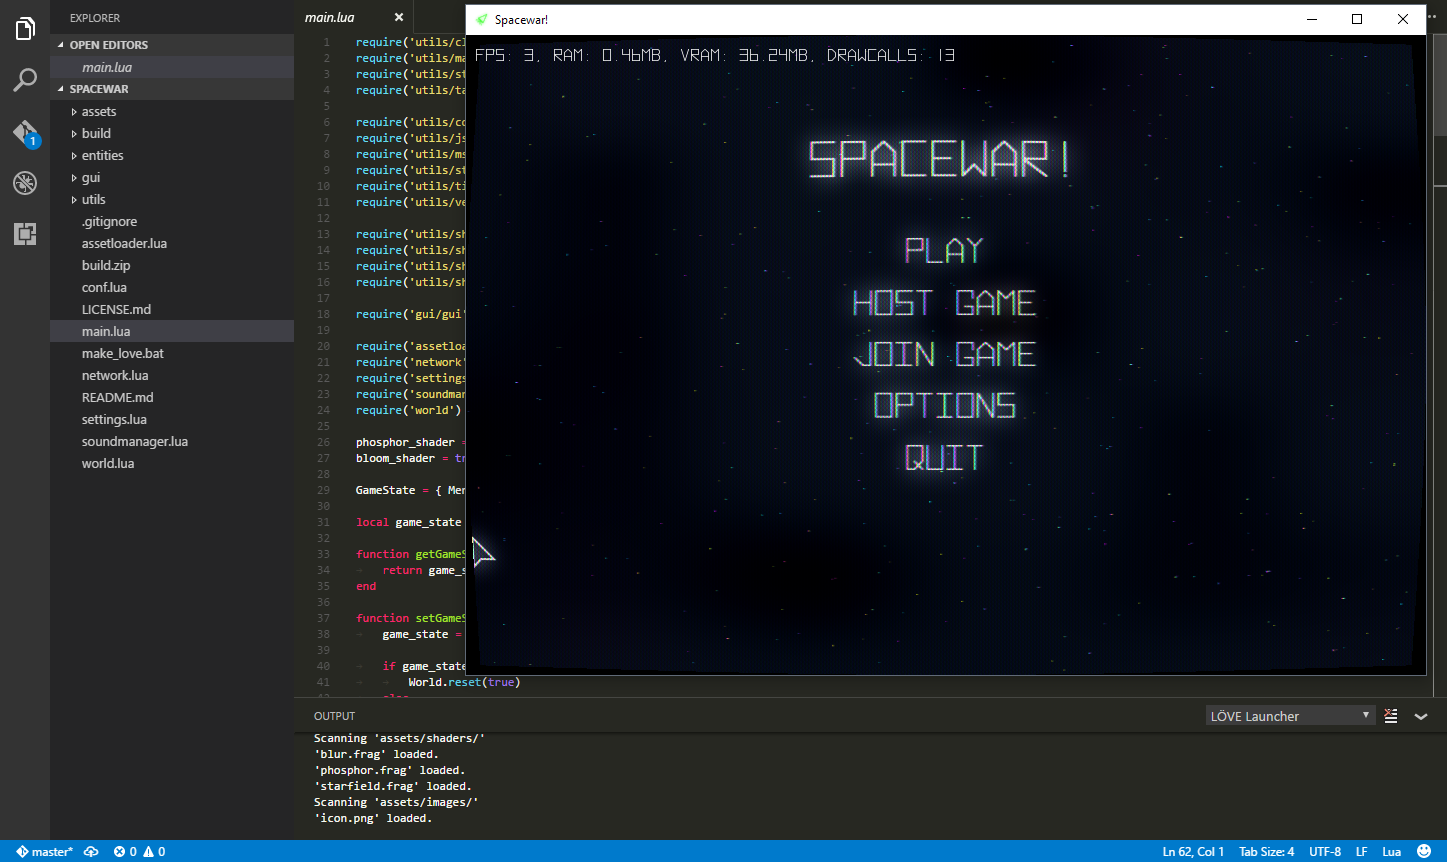 EXPLORER
OPEN EDITORS
main.lua
SPACEWAR
assets
build
entities
gui
utils
.gitignore
assetloader.lua
build.zip
conf.lua
LICENSE.md
main.lua
make_love.bat
network.lua
README.md
settings.lua
soundmanager.lua
world.lua
1
main.lua
1 require('utils/cl
2 require('utils/ma
3 require('utils/st
4 require('utils/ta
5
6 require('utils/co
7 require('utils/js
8 require('utils/ms
9 require('utils/st
10 require('utils/ti
11 require('utils/ve
12
13 require('utils/sh
14 require('utils/sh
15 require('utils/sh
16 require('utils/sh
17
18 require('gui/gui'
19
20 require('assetloa
21 require('network'
22 require('settings
23 require('soundman
24 require('world')
25
26 phosphor_shader =
27 bloom_shader = tr
28
29 GameState = { Men
30
31 local game_state
32
33 function getGameS
34 return game_s
35 end
36
37 function setGameS
38 game_state =
39
40 if game_state
41 World.reset(true)
Spacewar!
FPS: 3, RAM: 0.46MB, VRAM: 36.24MB, DRAWCALLS: 13
SPACEWAR!
PLAY
HOST GAME
JOIN GAME
OPTIONS
QUIT
OUTPUT
LÖVE Launcher
Scanning 'assets/shaders/'
'blur.frag' loaded.
'phosphor.frag' loaded.
'starfield.frag' loaded.
Scanning 'assets/images/'
'icon.png' loaded.
master* 0 0 Ln 62, Col 1 Tab Size: 4 UTF-8 LF Lua